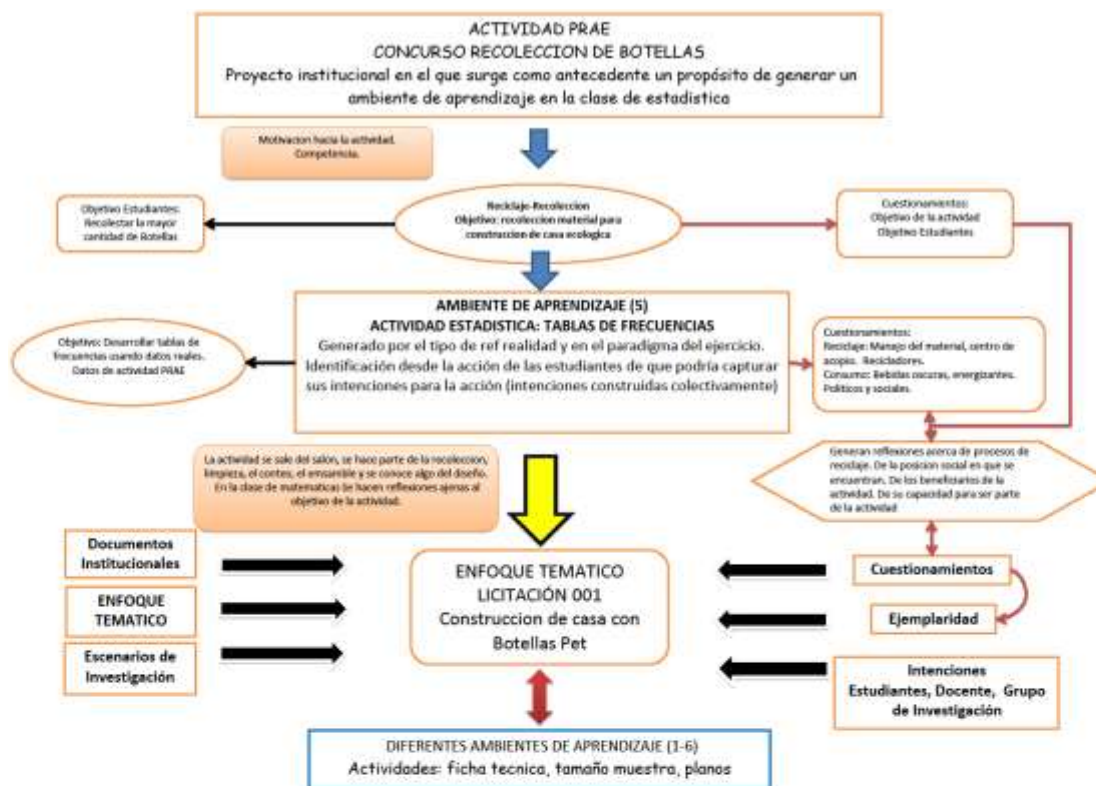 ACTIVIDAD PRAE
CONCURSO RECOLECCION DE BOTELLAS
Proyecto institucional en el que surge como antecedente un propósito de generar un
ambiente de aprendizaje en la clase de estadistica
Motivacion hacia la actividad.
Competencia.
Objetivo Estudiantes:
Recolectar la mayor
cantidad de Botellas
Reciclaje-Recoleccion
Objetivo: recoleccion material para
construccion de casa ecologica
Cuestionamientos:
Objetivo de la actividad
Objetivo Estudiantes
AMBIENTE DE APRENDIZAJE (5)
ACTIVIDAD ESTADISTICA: TABLAS DE FRECUENCIAS
Generado por el tipo de ref realidad y en el paradigma del ejercicio.
Identificación desde la acción de las estudiantes de que podría capturar
sus intenciones para la acción (intenciones construidas colectivamente)
Objetivo: Desarrollar tablas de
frecuencias usando datos reales.
Datos de actividad PRAE
Cuestionamientos:
Reciclaje: Manejo del material, centro de
acopio. Recicladores.
Consumo: Bebidas oscuras, energizantes.
Politicos y sociales.
La actividad se sale del salon, se hace parte de la recoleccion,
limpieza, el conteo, el emsamble y se conoce algo del diseño.
En la clase de matematicas se hacen reflexiones ajenas al
objetivo de la actividad.
Generan reflexiones acerca de procesos de
reciclaje. De la posicion social en que se
encuentran. De los beneficiarios de la
actividad. De su capacidad para ser parte
de la actividad
Documentos
Institucionales
ENFOQUE
TEMATICO
Escenarios de
Investigación
ENFOQUE TEMATICO
LICITACIÓN 001
Construccion de casa con
Botellas Pet
Cuestionamientos
Ejemplaridad
Intenciones
Estudiantes, Docente, Grupo
de Investigación
DIFERENTES AMBIENTES DE APRENDIZAJE (1-6)
Actividades: ficha tecnica, tamaño muestra, planos